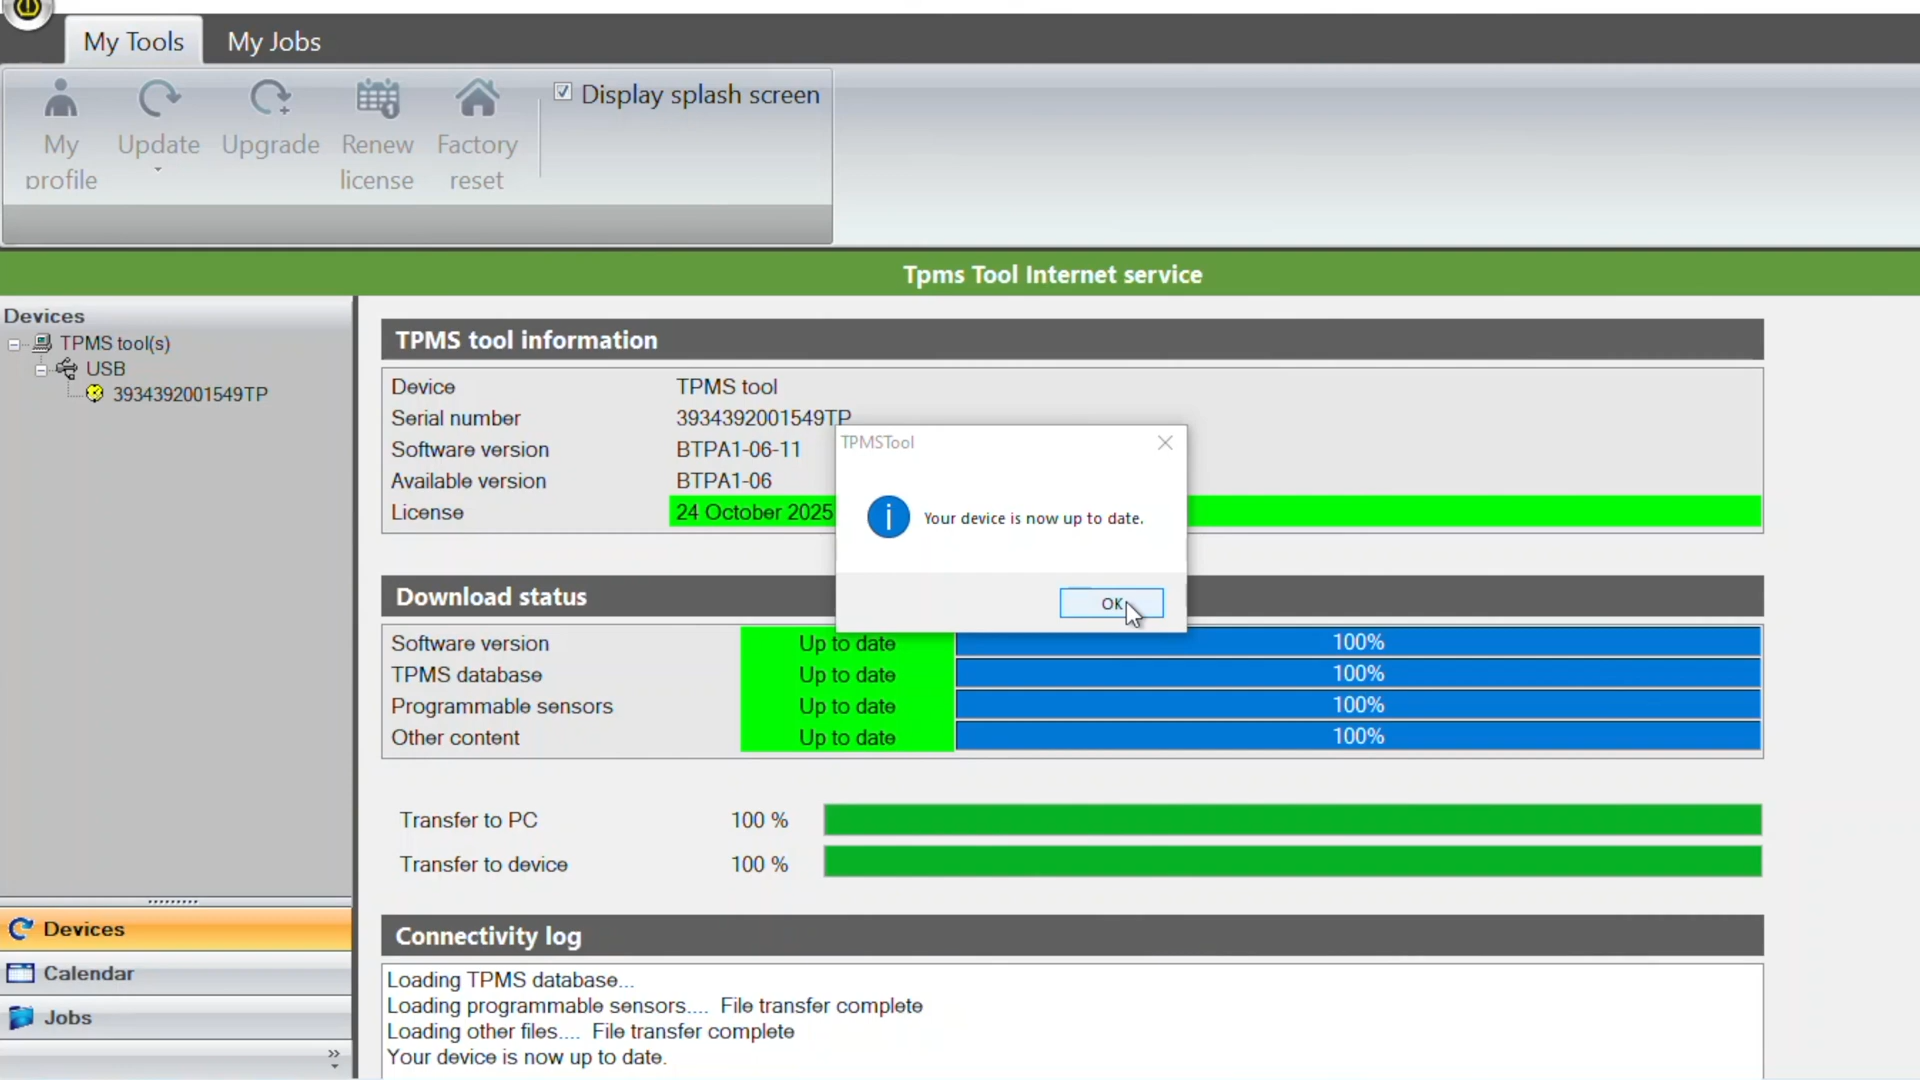 My Tools
My Jobs
My profile
Update
Upgrade
Renew license
Factory reset
Display splash screen
Tpms Tool Internet service
Devices
TPMS tool(s)
USB
3934392001549TP
TPMS tool information
Device TPMS tool
Serial number 3934392001549TP
Software version BTPA1-06-11
Available version BTPA1-06
License 24 October 2025
TPMSTool
Your device is now up to date.
OK
Download status
Software version Up to date 100%
TPMS database Up to date 100%
Programmable sensors Up to date 100%
Other content Up to date 100%
Transfer to PC 100 %
Transfer to device 100 %
Connectivity log
Loading TPMS database...
Loading programmable sensors.... File transfer complete
Loading other files.... File transfer complete
Your device is now up to date.
Devices
Calendar
Jobs